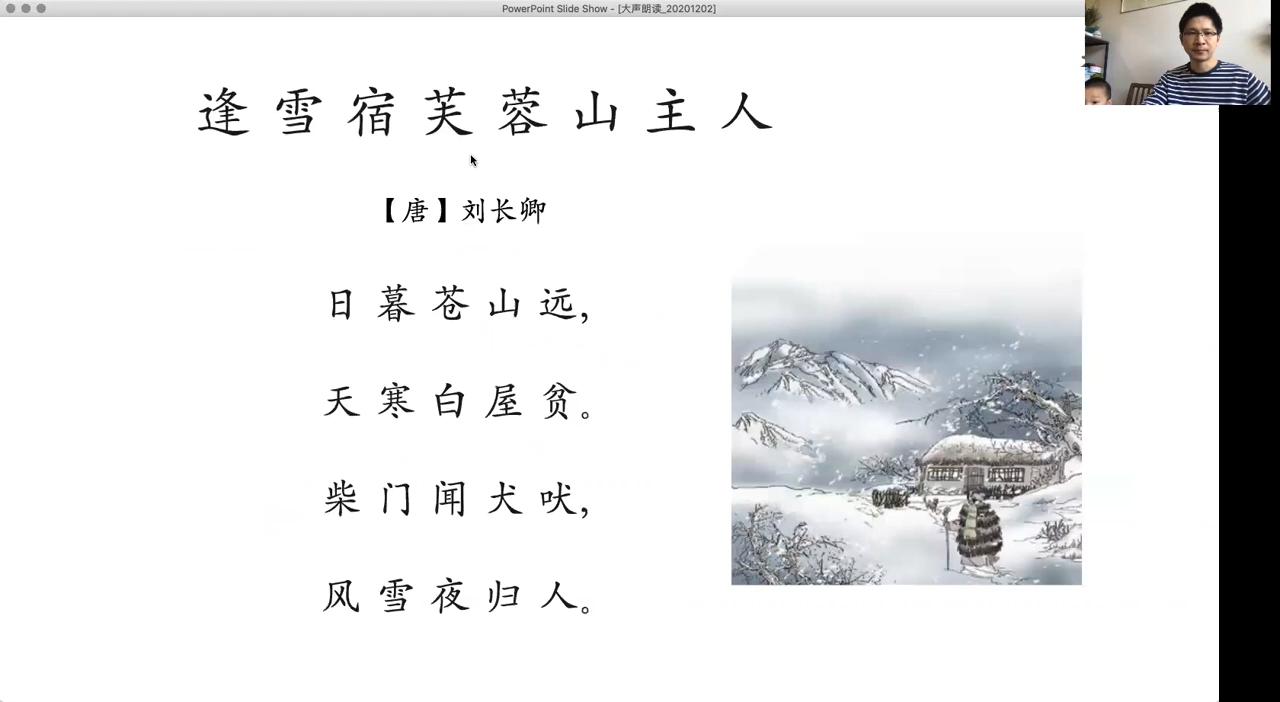 PowerPoint Slide Show - [大声朗读_20201202]
逢雪宿芙蓉山主人
【唐】刘长卿
日暮苍山远，
天寒白屋贫。
柴门闻犬吠，
风雪夜归人。